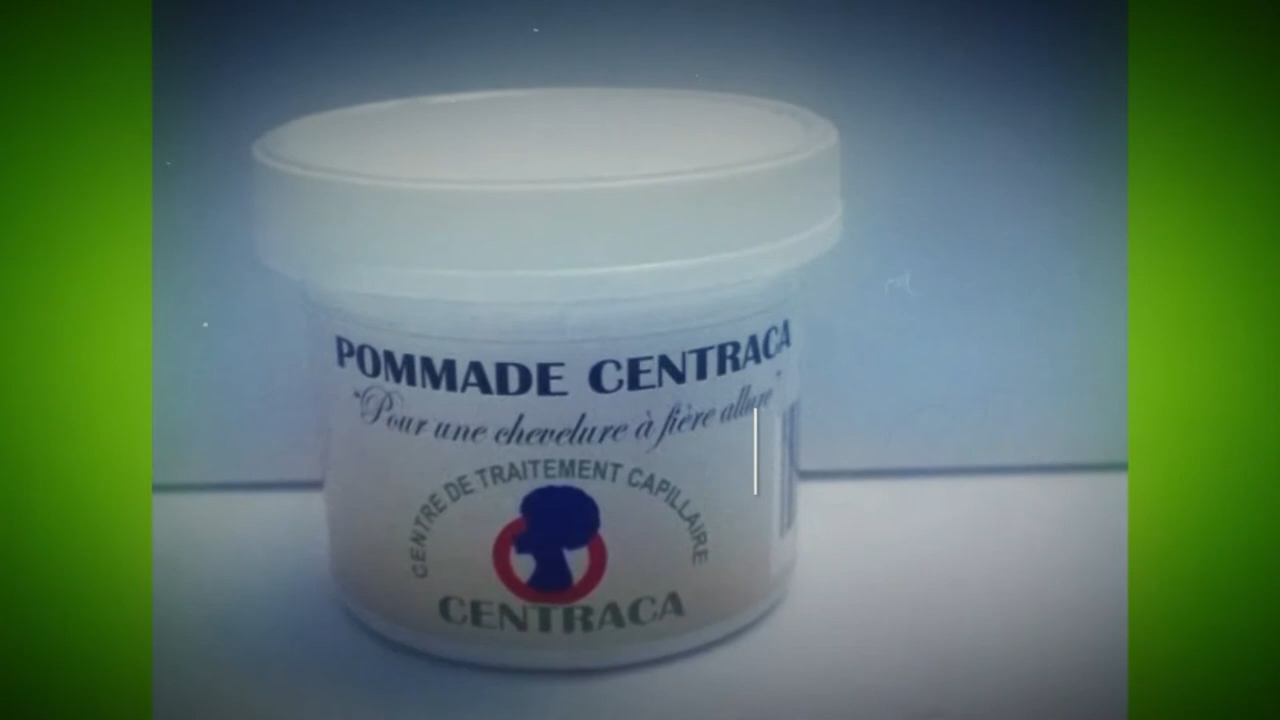 POMMADE CENTRACA
"Pour une chevelure à fière allure"
CENTRE DE TRAITEMENT CAPILLAIRE
CENTRACA